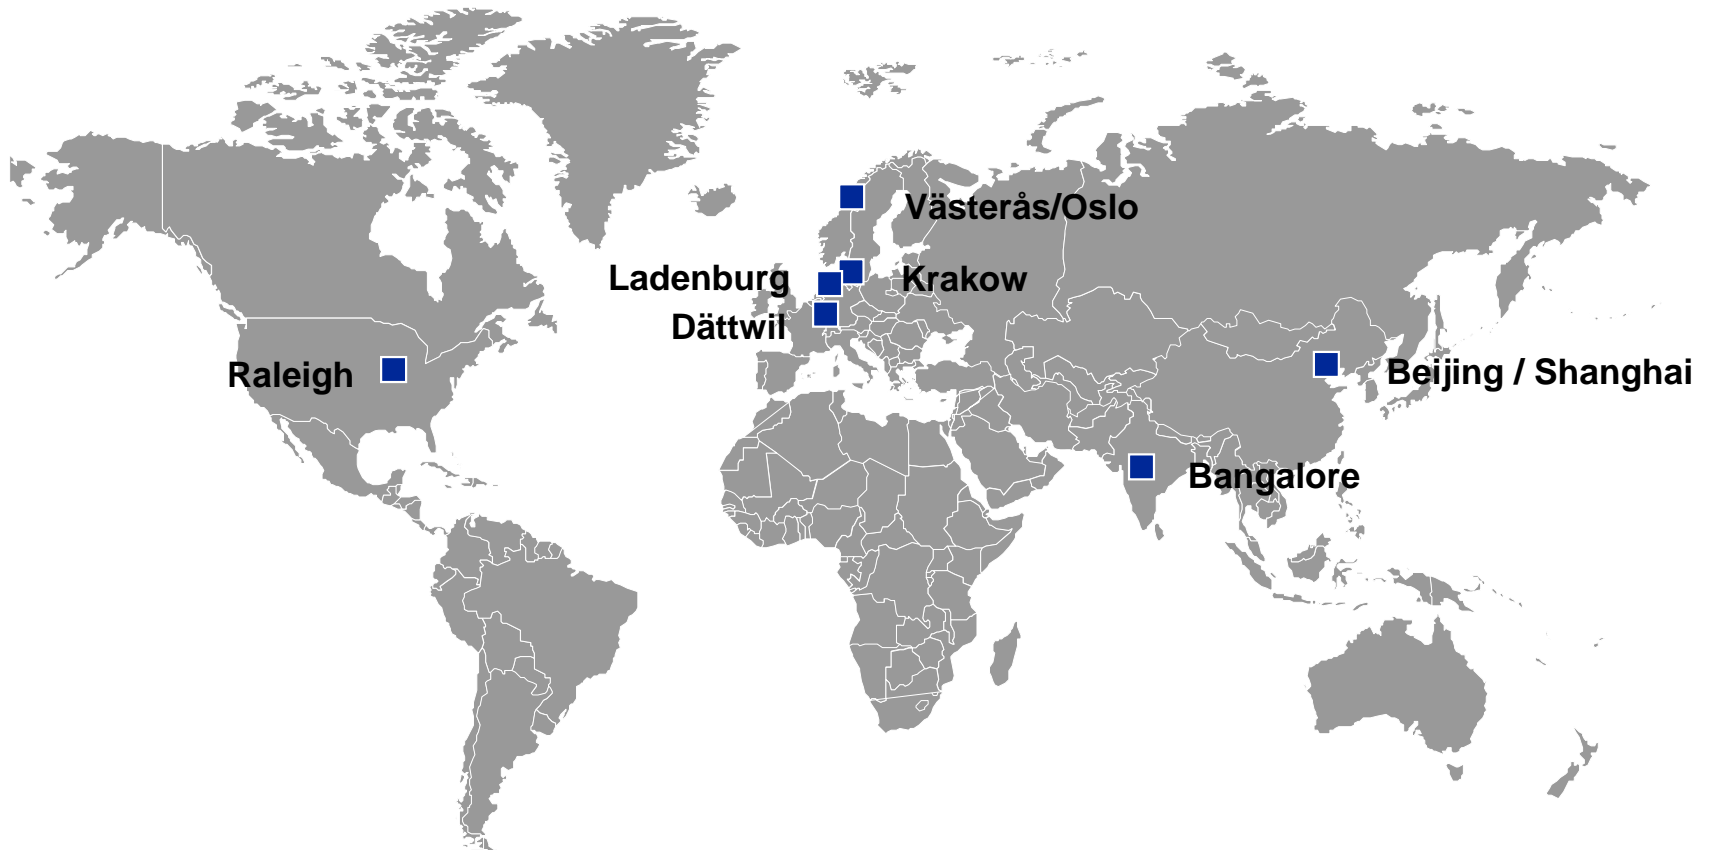 Västerås/Oslo
Ladenburg
Krakow
Dättwil
Raleigh
Beijing / Shanghai
Bangalore